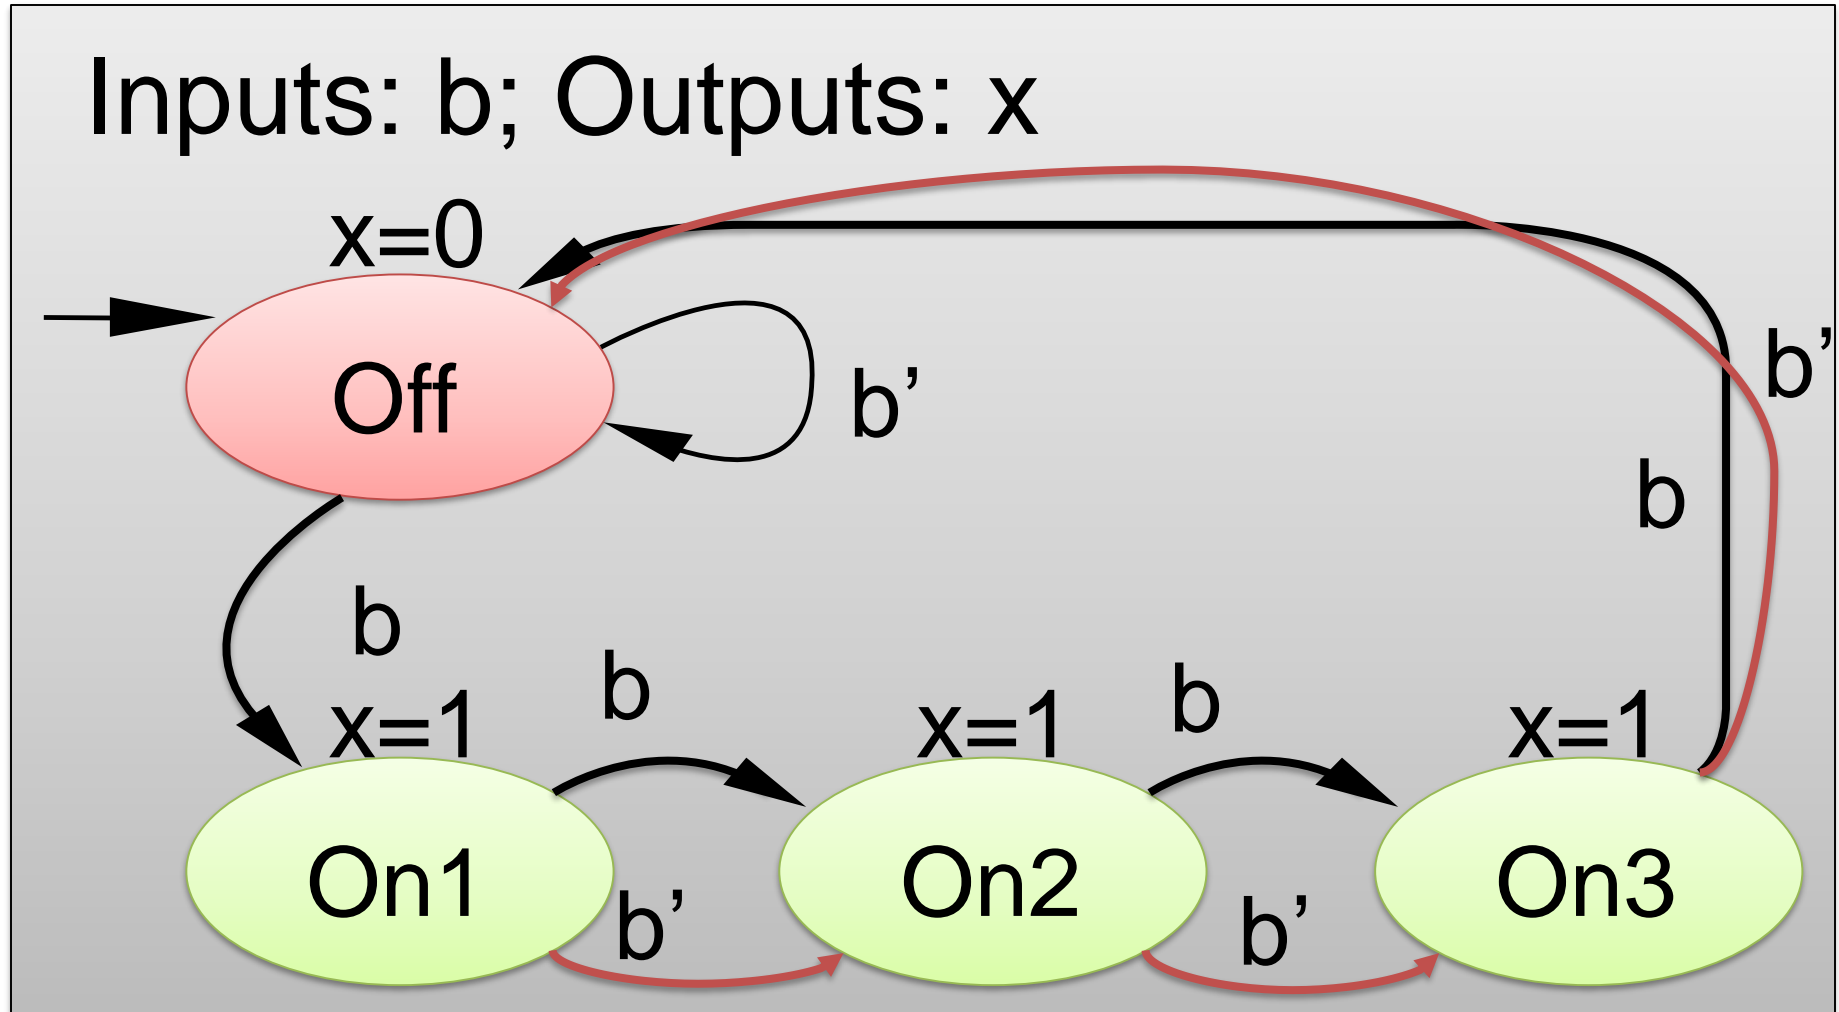 Inputs: b; Outputs: x
x=0
b’
Off
b’
b
b
b
b
x=1
x=1
x=1
On1
On2
On3
b’
b’